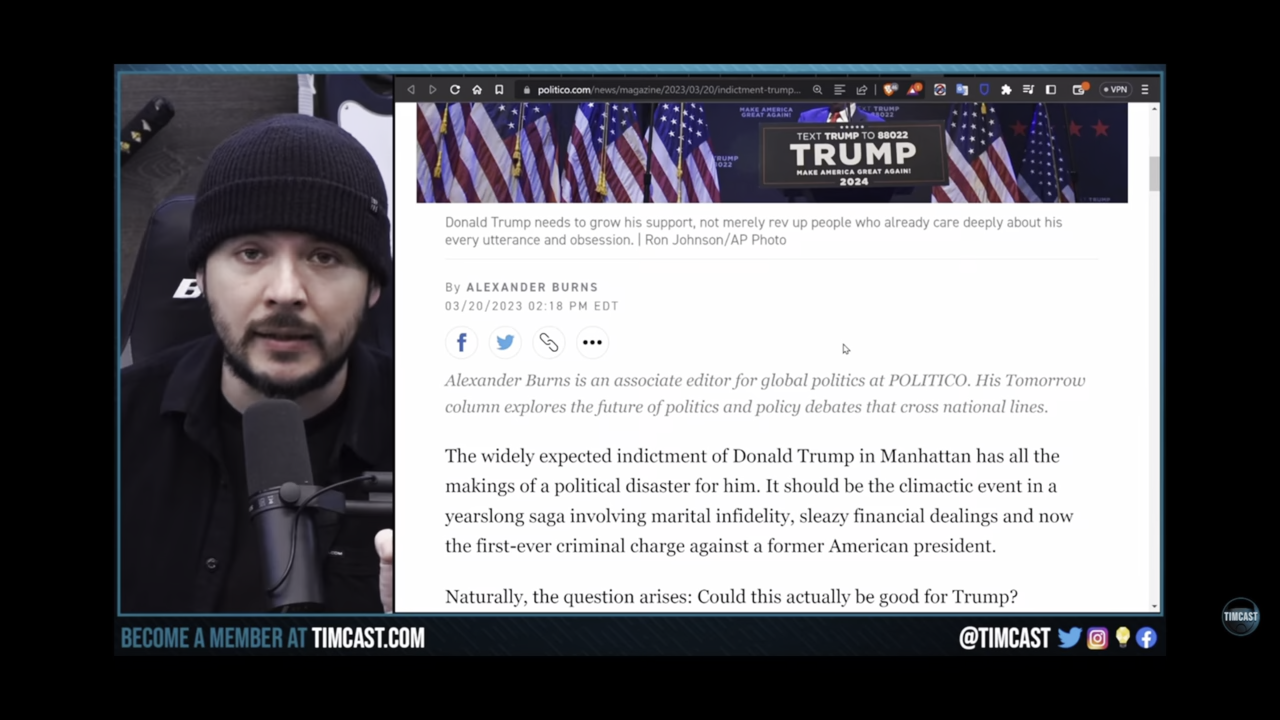 politico.com/news/magazine/2023/03/20/indictment-trump...
VPN
MAKE AMERICA
GREAT AGAIN!
TEXT TRUMP TO 88022
TRUMP
MAKE AMERICA GREAT AGAIN!
2024
Donald Trump needs to grow his support, not merely rev up people who already care deeply about his
every utterance and obsession. | Ron Johnson/AP Photo
By ALEXANDER BURNS
03/20/2023 02:18 PM EDT
Alexander Burns is an associate editor for global politics at POLITICO. His Tomorrow
column explores the future of politics and policy debates that cross national lines.
The widely expected indictment of Donald Trump in Manhattan has all the
makings of a political disaster for him. It should be the climactic event in a
yearslong saga involving marital infidelity, sleazy financial dealings and now
the first-ever criminal charge against a former American president.
Naturally, the question arises: Could this actually be good for Trump?
BECOME A MEMBER AT TIMCAST.COM
@TIMCAST
TIMCAST